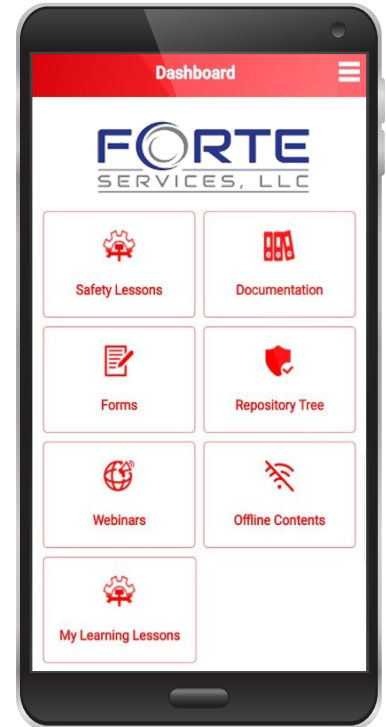 Dashboard
FORTE
SERVICES, LLC
Safety Lessons
Documentation
Forms
Repository Tree
Webinars
Offline Contents
My Learning Lessons